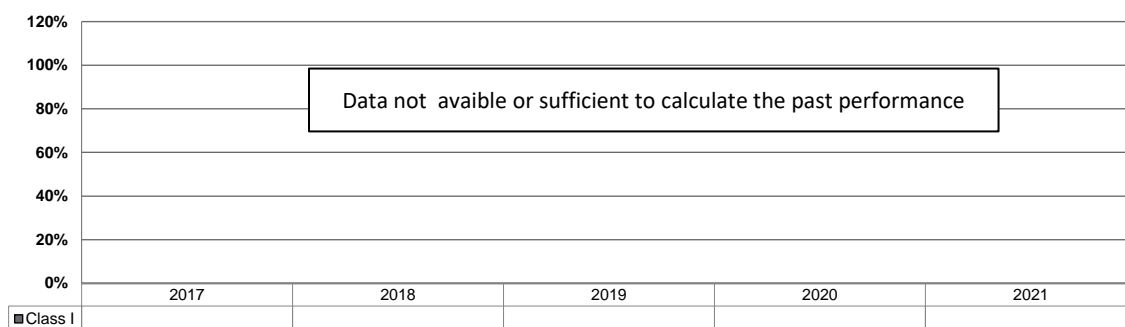 120%
100%
Data not  avaible or sufficient to calculate the past performance
80%
60%
40%
20%
0%
2017 2018 2019 2020 2021
Class I